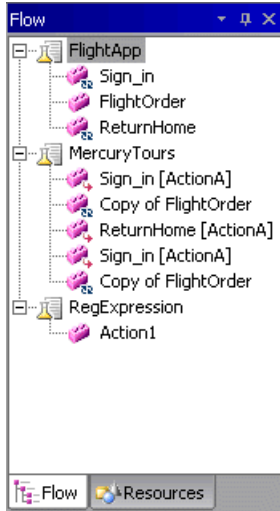 Flow
FlightApp
Sign_in
FlightOrder
ReturnHome
MercuryTours
Sign_in [ActionA]
Copy of FlightOrder
ReturnHome [ActionA]
Sign_in [ActionA]
Copy of FlightOrder
RegExpression
Action1
Flow Resources